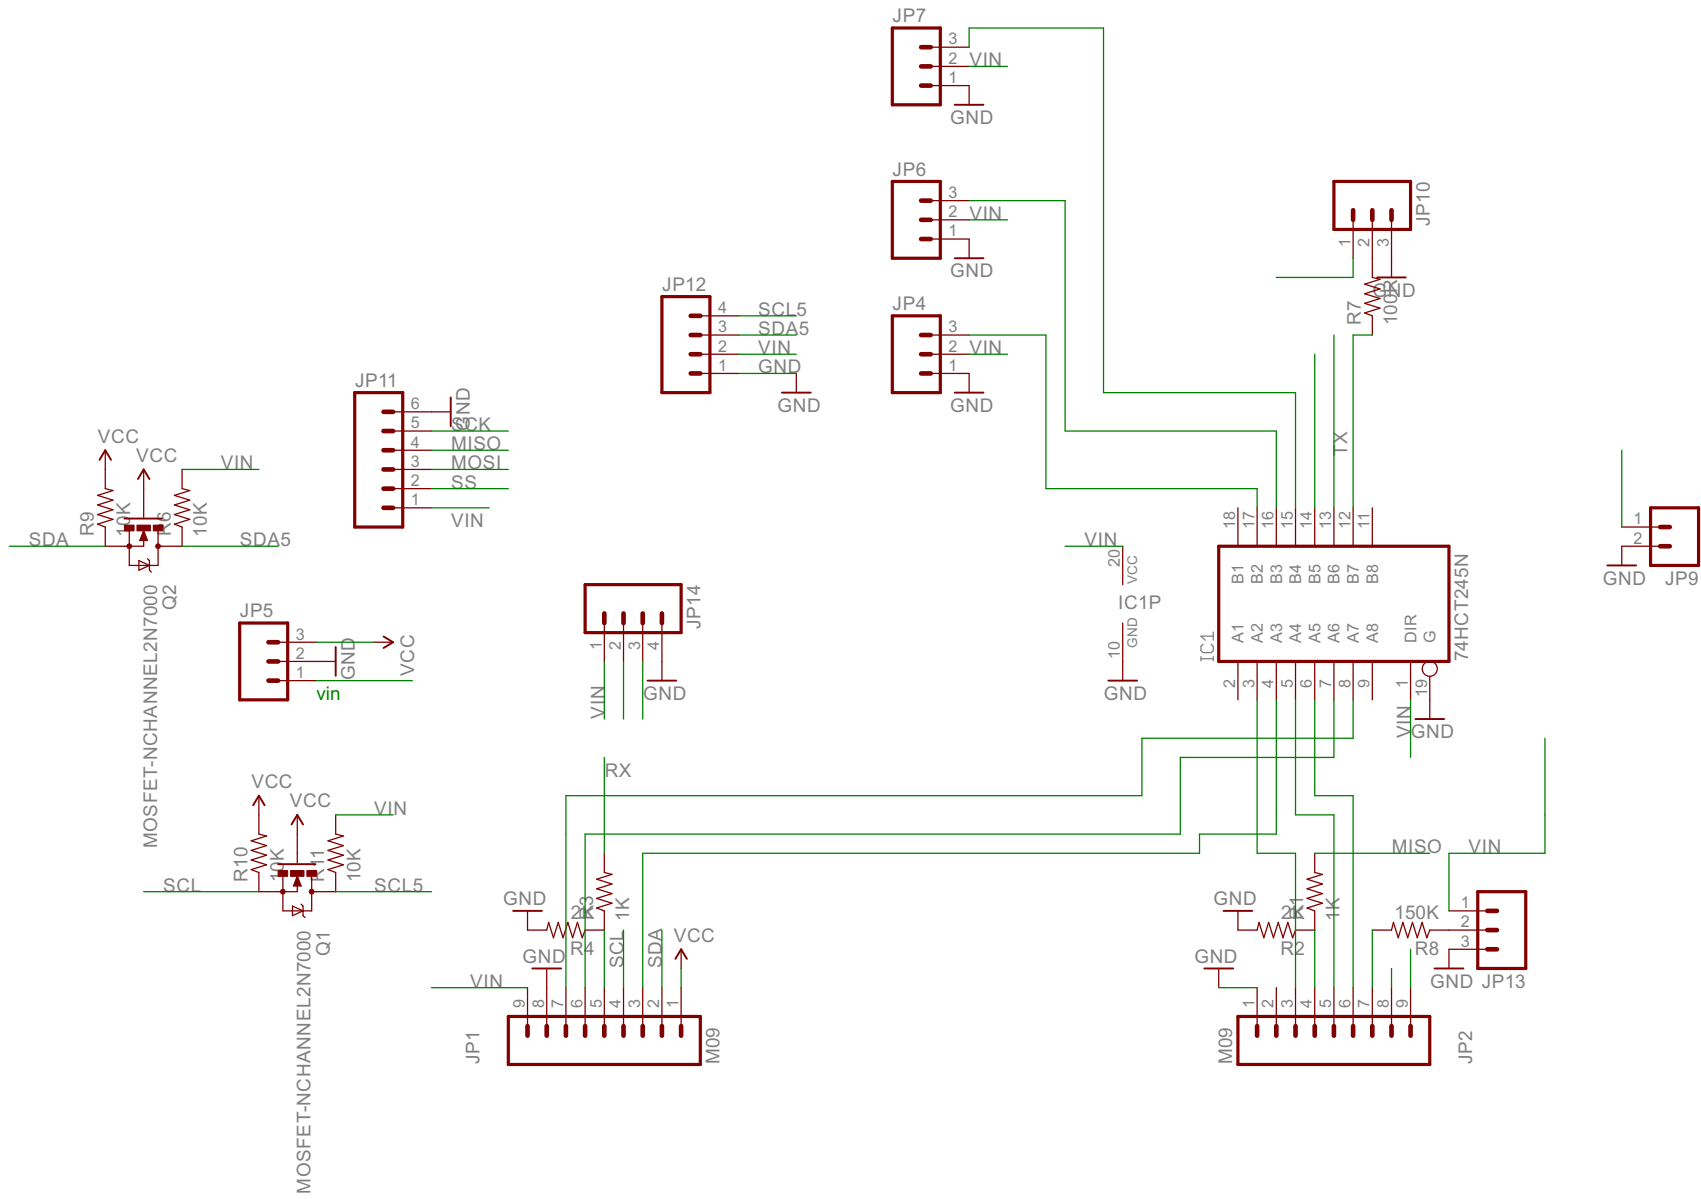 JP7
3
2
VIN
1
GND
JP6
3
2
VIN
1
GND
JP10
1
2
3
GND
R7
100R
JP12
4
SCL5
3
SDA5
2
VIN
1
GND
GND
JP4
3
2
VIN
1
GND
JP11
6
GND
5
SCK
4
MISO
3
MOSI
2
SS
1
VIN
VCC
VCC
VIN
R9
10K
R6
10K
SDA
SDA5
MOSFET-NCHANNEL2N7000
Q2
TX
18
17
16
15
14
13
12
11
B1
B2
B3
B4
B5
B6
B7
B8
A1
A2
A3
A4
A5
A6
A7
A8
DIR
G
IC1
74HCT245N
2
3
4
5
6
7
8
9
1
19
VIN
GND
VIN
20
VCC
IC1P
GND
10
GND
1
2
GND
JP9
JP5
3
2
1
GND
VCC
vin
JP14
1
2
3
4
VIN
GND
RX
VCC
VCC
VIN
R10
10K
R11
10K
SCL
SCL5
MOSFET-NCHANNEL2N7000
Q1
GND
2K
R4
R3
1K
GND
SCL
SDA
VCC
VIN
9
8
7
6
5
4
3
2
1
JP1
M09
MISO
VIN
GND
2K
R2
R1
1K
150K
R8
1
2
3
GND
JP13
GND
1
2
3
4
5
6
7
8
9
M09
JP2